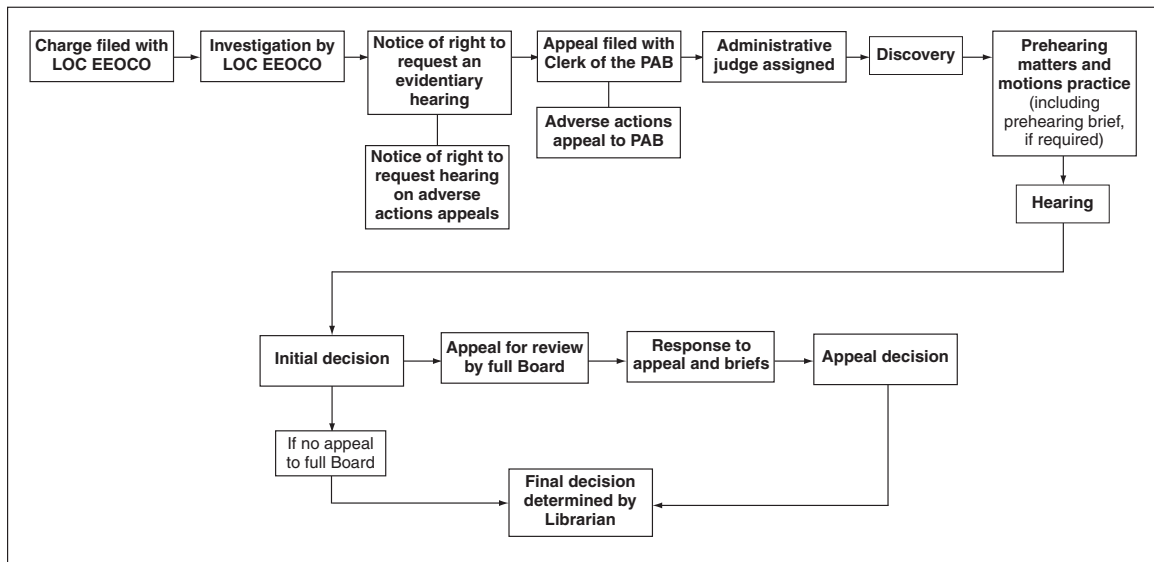 Charge filed with
LOC EEOCO
Investigation by
LOC EEOCO
Notice of right to
request an
evidentiary
hearing
Notice of right to
request hearing
on adverse
actions appeals
Appeal filed with
Clerk of the PAB
Adverse actions
appeal to PAB
Administrative
judge assigned
Discovery
Prehearing
matters and
motions practice
(including
prehearing brief,
if required)
Hearing
Initial decision
Appeal for review
by full Board
Response to
appeal and briefs
Appeal decision
If no appeal
to full Board
Final decision
determined by
Librarian